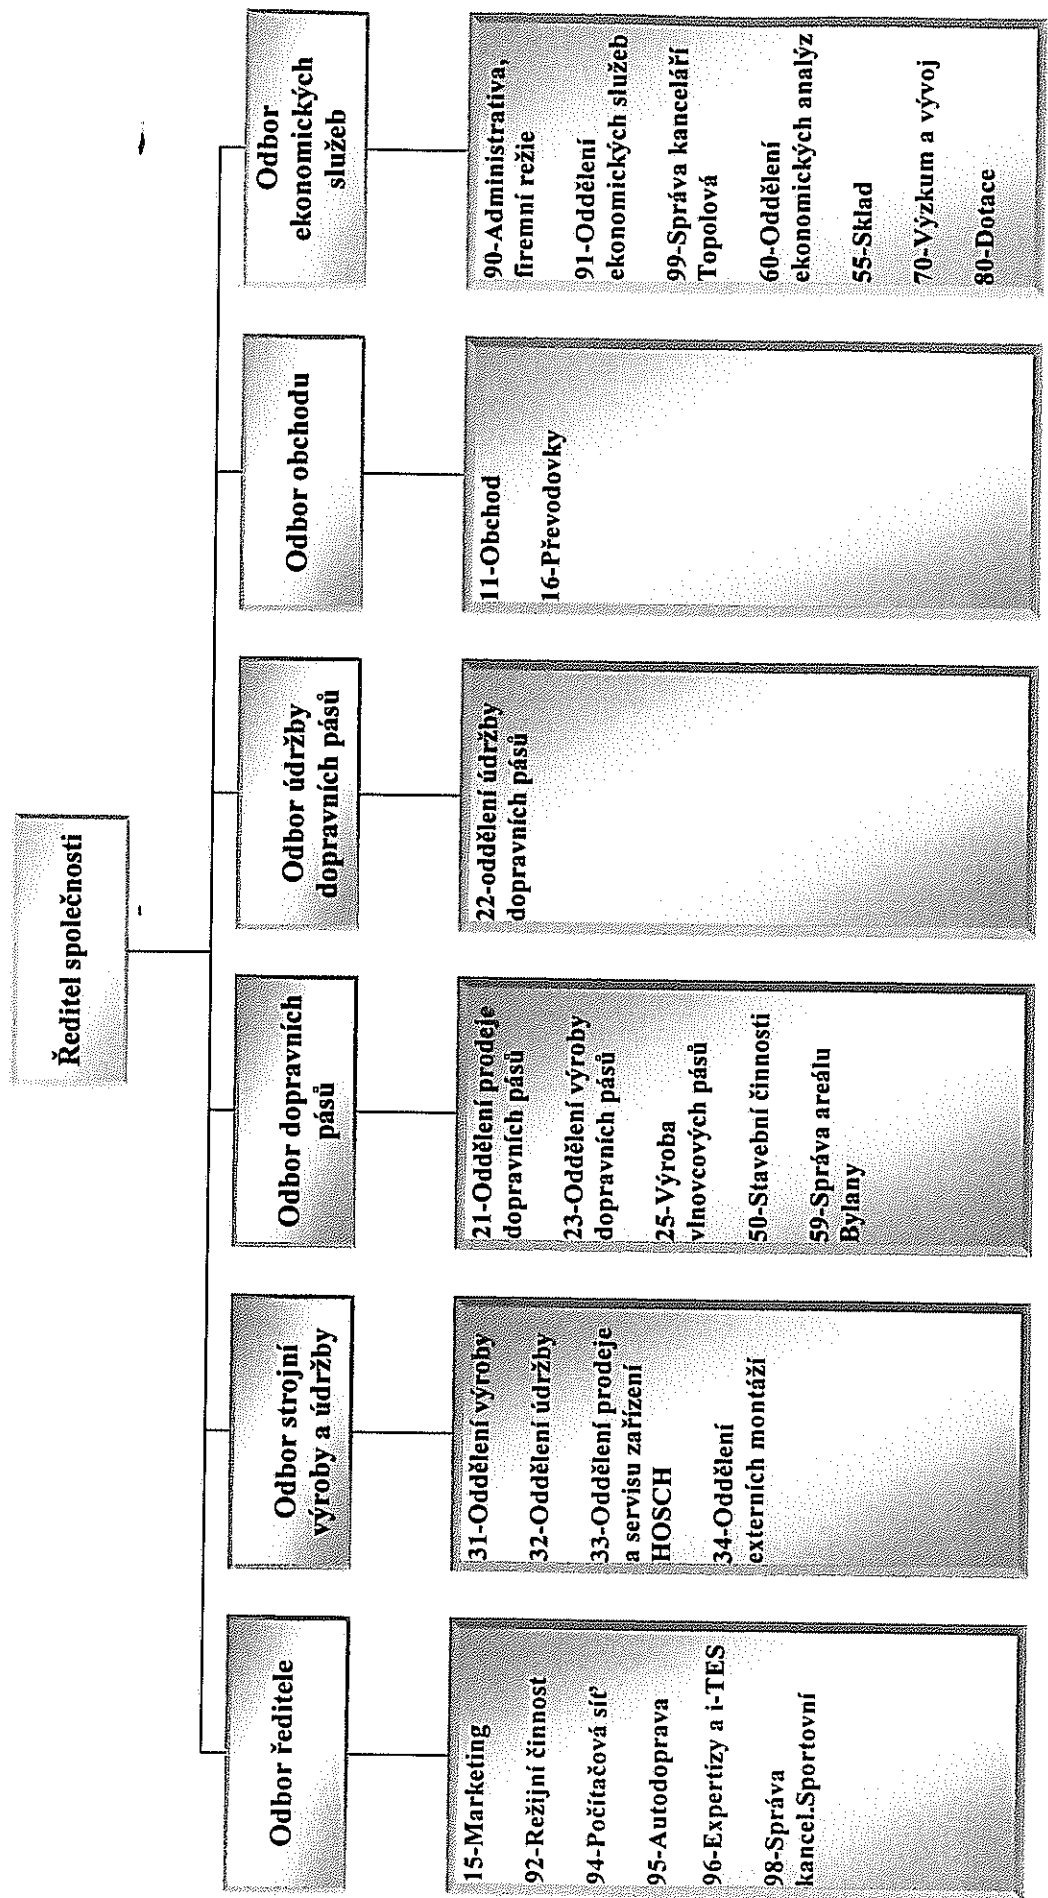 Ředitel společnosti
Odbor ředitele
15-Marketing
92-Režijní činnost
94-Počítačová síť
95-Autodoprava
96-Expertízy a i-TES
98-Správa
kancel.Sportovní
Odbor strojní
výroby a údržby
31-Oddělení výroby
32-Oddělení údržby
33-Oddělení prodeje
a servisu zařízení
HOSCH
34-Oddělení
externích montáží
Odbor dopravních
pásů
21-Oddělení prodeje
dopravních pásů
23-Oddělení výroby
dopravních pásů
25-Výroba
vlnovcových pásů
50-Stavební činnosti
59-Správa areálu
Bylany
Odbor údržby
dopravních pásů
22-oddělení údržby
dopravních pásů
Odbor obchodu
11-Obchod
16-Převodovky
Odbor
ekonomických
služeb
90-Administrativa,
firemní režie
91-Oddělení
ekonomických služeb
99-Správa kanceláří
Topolová
60-Oddělení
ekonomických analýz
55-Sklad
70-Výzkum a vývoj
80-Dotace